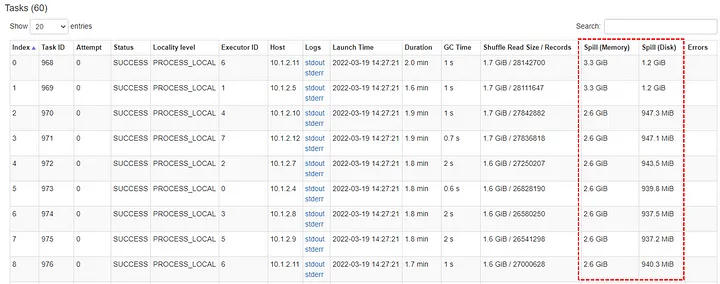 Tasks (60)
Show 20 entries Search:
Index Task ID Attempt Status Locality level Executor ID Host Logs Launch Time Duration GC Time Shuffle Read Size / Records Spill (Memory) Spill (Disk) Errors
0 968 0 SUCCESS PROCESS_LOCAL 6 10.1.2.11 stdout 2022-03-19 14:27:21 2.0 min 1 s 1.7 GiB / 28142700 3.3 GiB 1.2 GiB
stderr
1 969 0 SUCCESS PROCESS_LOCAL 1 10.1.2.5 stdout 2022-03-19 14:27:21 1.6 min 1 s 1.7 GiB / 28111647 3.3 GiB 1.2 GiB
stderr
2 970 0 SUCCESS PROCESS_LOCAL 4 10.1.2.10 stdout 2022-03-19 14:27:21 1.9 min 1 s 1.7 GiB / 27842882 2.6 GiB 947.3 MiB
stderr
3 971 0 SUCCESS PROCESS_LOCAL 7 10.1.2.12 stdout 2022-03-19 14:27:21 1.9 min 0.7 s 1.7 GiB / 27836818 2.6 GiB 947.1 MiB
stderr
4 972 0 SUCCESS PROCESS_LOCAL 2 10.1.2.7 stdout 2022-03-19 14:27:21 1.8 min 2 s 1.6 GiB / 27250207 2.6 GiB 943.5 MiB
stderr
5 973 0 SUCCESS PROCESS_LOCAL 0 10.1.2.4 stdout 2022-03-19 14:27:21 1.8 min 0.6 s 1.6 GiB / 26828190 2.6 GiB 939.8 MiB
stderr
6 974 0 SUCCESS PROCESS_LOCAL 3 10.1.2.8 stdout 2022-03-19 14:27:21 1.8 min 2 s 1.6 GiB / 26580250 2.6 GiB 937.5 MiB
stderr
7 975 0 SUCCESS PROCESS_LOCAL 5 10.1.2.9 stdout 2022-03-19 14:27:21 1.8 min 2 s 1.6 GiB / 26541298 2.6 GiB 937.2 MiB
stderr
8 976 0 SUCCESS PROCESS_LOCAL 6 10.1.2.11 stdout 2022-03-19 14:27:21 1.7 min 1 s 1.6 GiB / 27000628 2.6 GiB 940.3 MiB
stderr